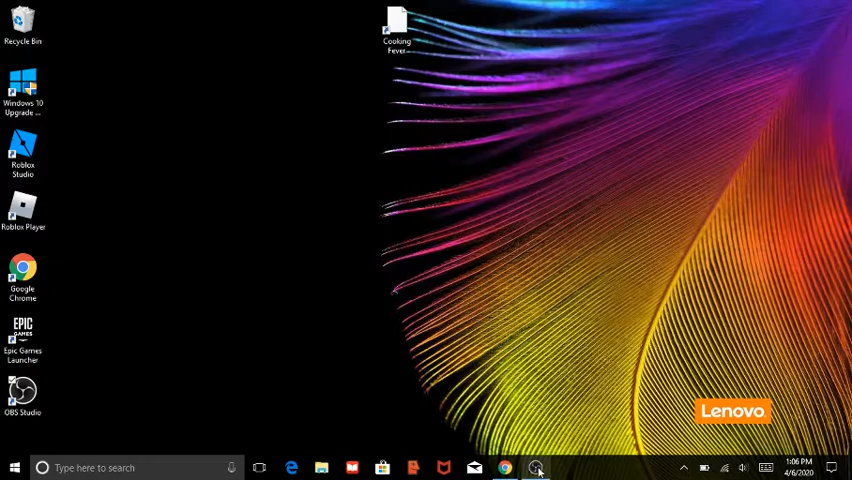 Recycle Bin
Windows 10
Upgrade ...
Roblox
Studio
Roblox Player
Google
Chrome
EPIC
GAMES
Epic Games
Launcher
OBS Studio
Cooking
Fever
Lenovo
Type here to search
1:06 PM
4/6/2020